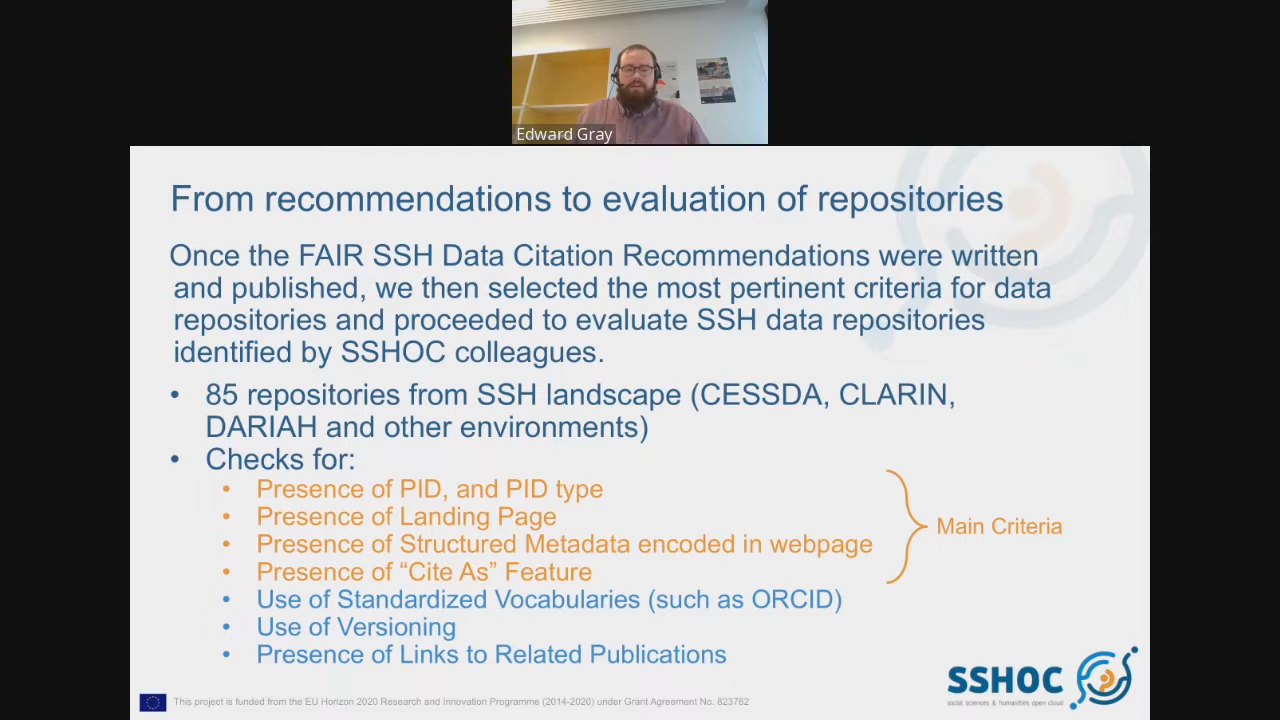 Edward Gray
From recommendations to evaluation of repositories
Once the FAIR SSH Data Citation Recommendations were written
and published, we then selected the most pertinent criteria for data
repositories and proceeded to evaluate SSH data repositories
identified by SSHOC colleagues.
• 85 repositories from SSH landscape (CESSDA, CLARIN,
DARIAH and other environments)
• Checks for:
• Presence of PID, and PID type
• Presence of Landing Page
• Presence of Structured Metadata encoded in webpage
• Presence of “Cite As” Feature
Main Criteria
• Use of Standardized Vocabularies (such as ORCID)
• Use of Versioning
• Presence of Links to Related Publications
SSHOC
social sciences & humanities open cloud
This project is funded from the EU Horizon 2020 Research and Innovation Programme (2014-2020) under Grant Agreement No. 823782